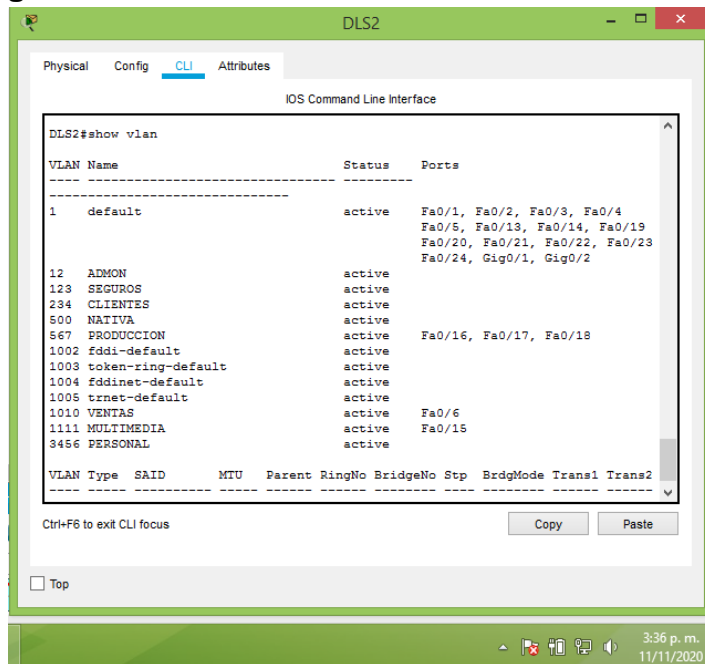 DLS2
Physical Config CLI Attributes
IOS Command Line Interface
DLS2#show vlan
VLAN Name Status Ports
---- -------------------------------- ---------
-------------------------------
1 default active Fa0/1, Fa0/2, Fa0/3, Fa0/4
Fa0/5, Fa0/13, Fa0/14, Fa0/19
Fa0/20, Fa0/21, Fa0/22, Fa0/23
Fa0/24, Gig0/1, Gig0/2
12 ADMON active
123 SEGUROS active
234 CLIENTES active
500 NATIVA active
567 PRODUCCION active Fa0/16, Fa0/17, Fa0/18
1002 fddi-default active
1003 token-ring-default active
1004 fddinet-default active
1005 trnet-default active
1010 VENTAS active Fa0/6
1111 MULTIMEDIA active Fa0/15
3456 PERSONAL active
VLAN Type SAID MTU Parent RingNo BridgeNo Stp BrdgMode Trans1 Trans2
---- ----- ---------- ----- ------ ------ -------- ---- -------- ------ ------
Ctrl+F6 to exit CLI focus
Copy Paste
Top
3:36 p. m.
11/11/2020